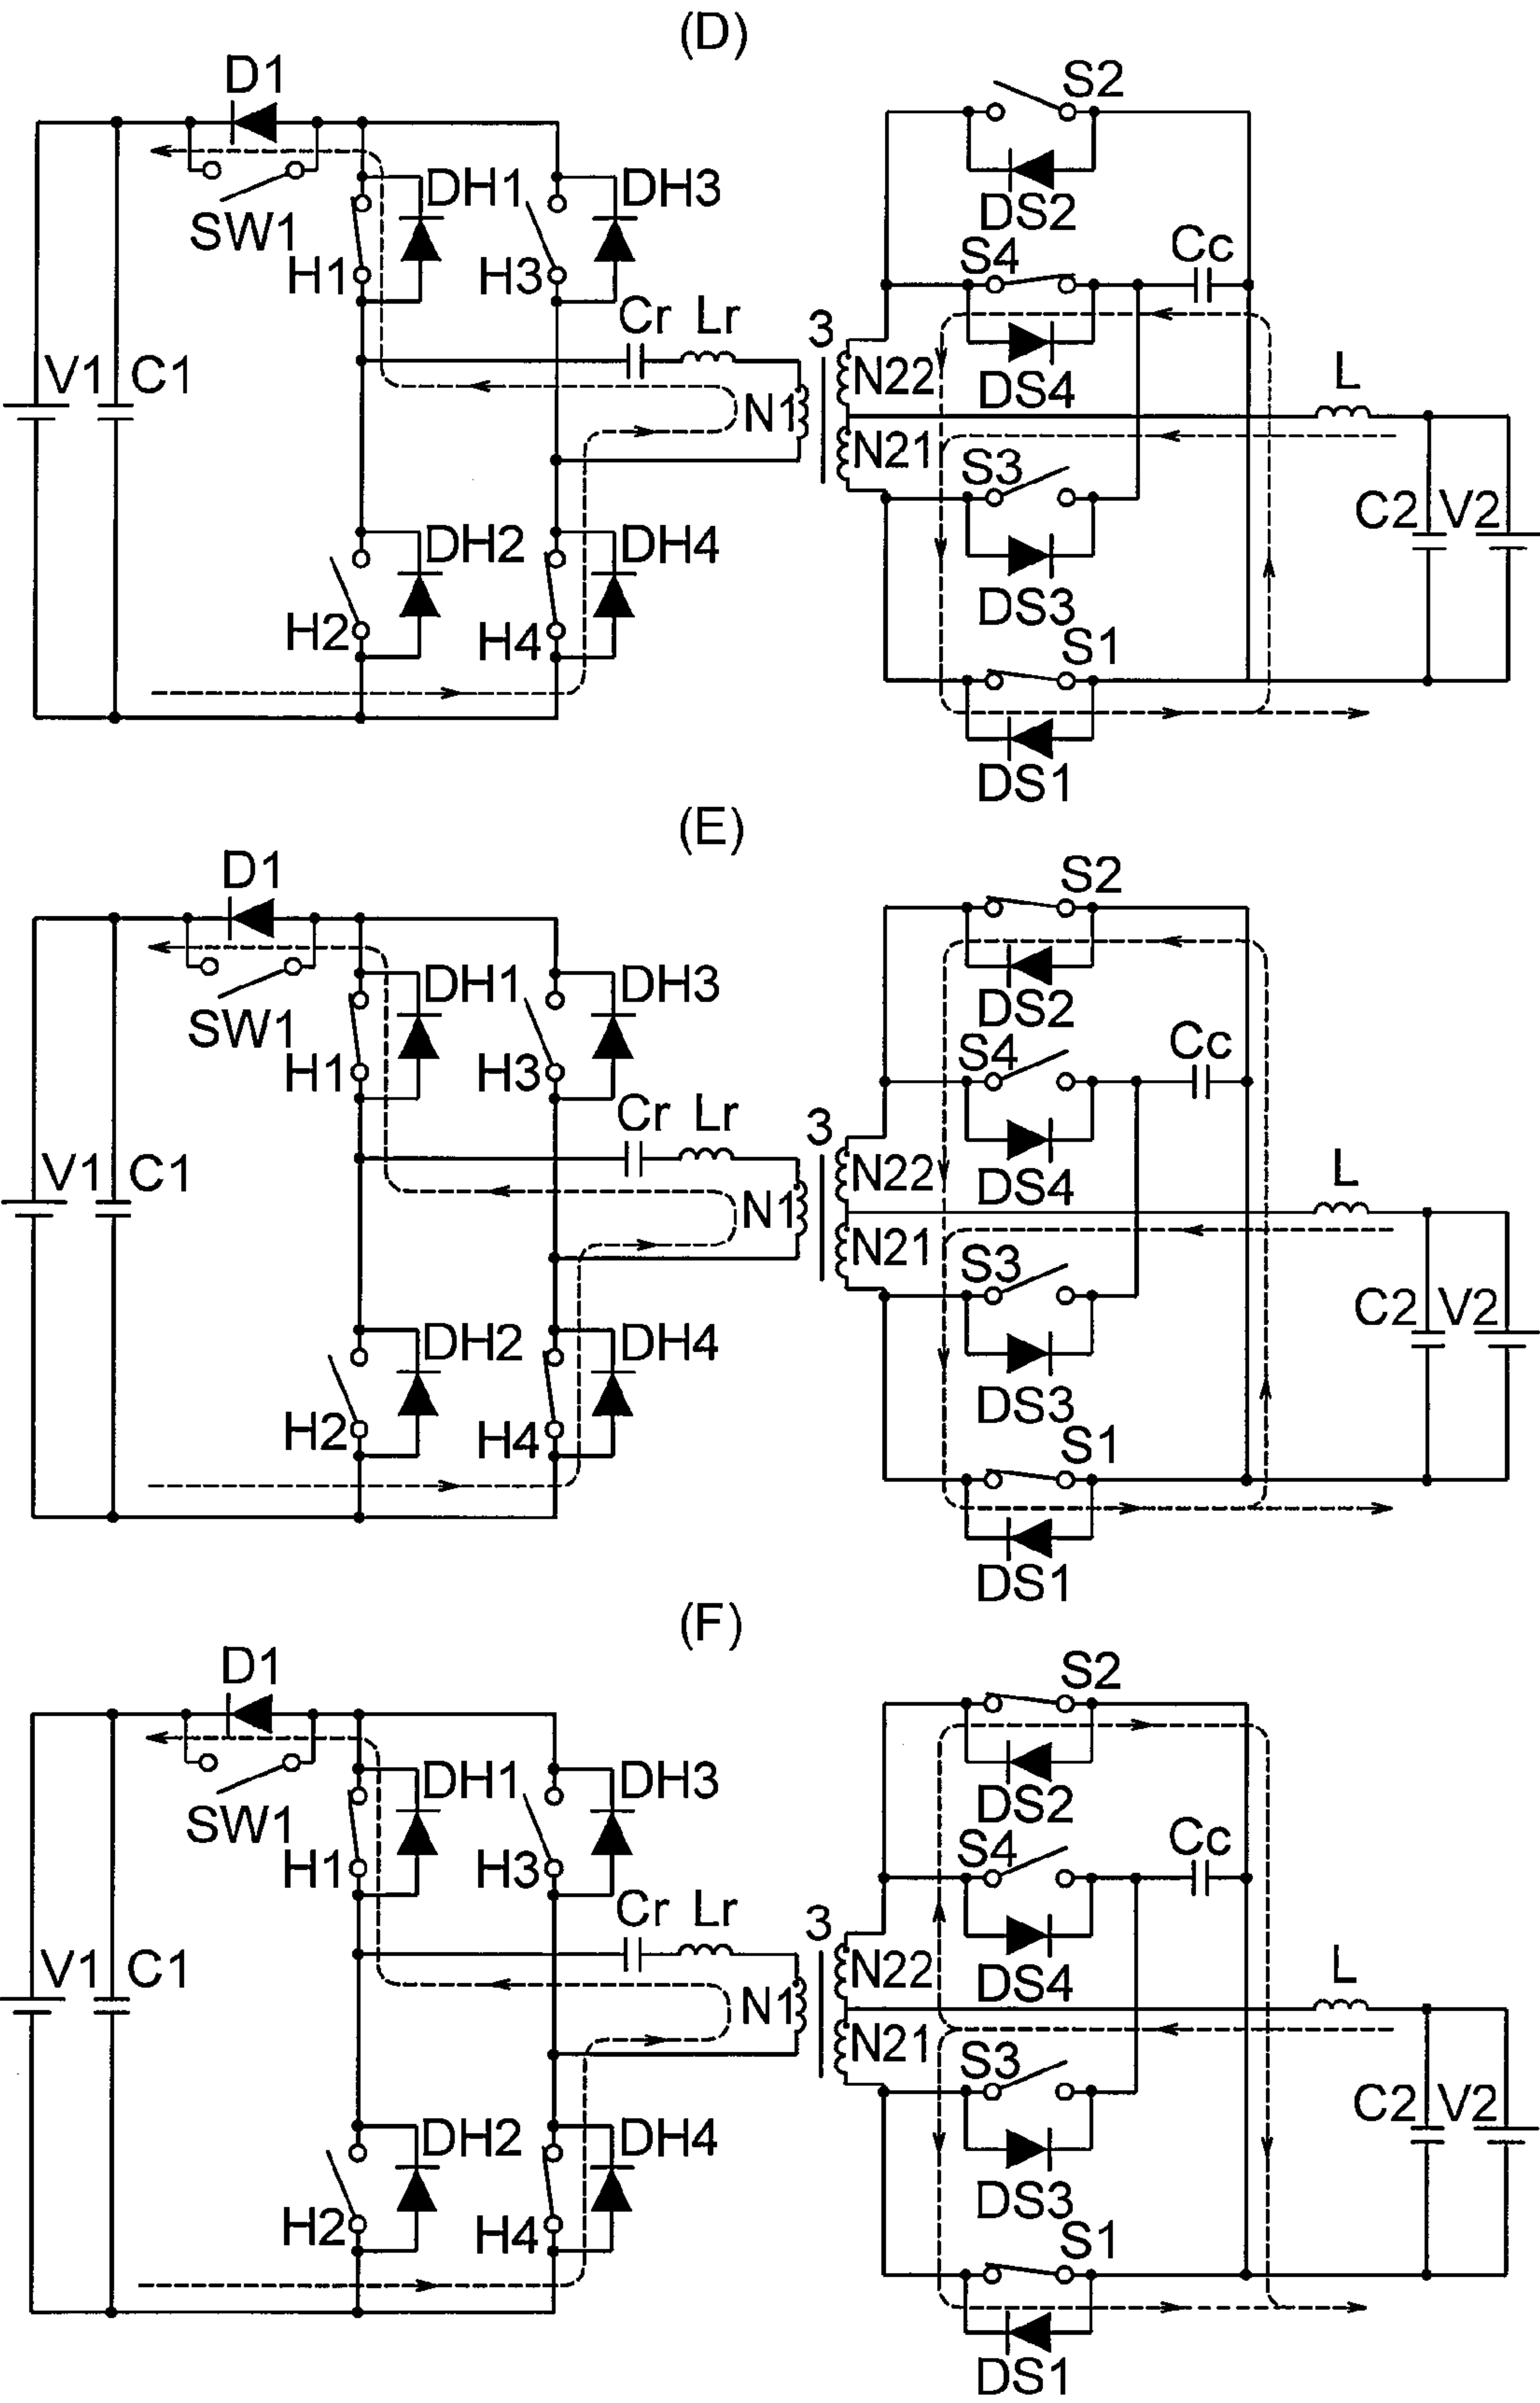 (D)
D1
S2
SW1
DH1
DH3
DS2
H1
H3
S4
Cc
Cr
Lr
3
V1
C1
N1
N22
DS4
L
N21
S3
C2
V2
DH2
DH4
DS3
H2
H4
S1
DS1
(E)
D1
S2
SW1
DH1
DH3
DS2
H1
H3
S4
Cc
Cr
Lr
3
V1
C1
N1
N22
DS4
L
N21
S3
C2
V2
DH2
DH4
DS3
H2
H4
S1
DS1
(F)
D1
S2
SW1
DH1
DH3
DS2
H1
H3
S4
Cc
Cr
Lr
3
V1
C1
N1
N22
DS4
L
N21
S3
C2
V2
DH2
DH4
DS3
H2
H4
S1
DS1